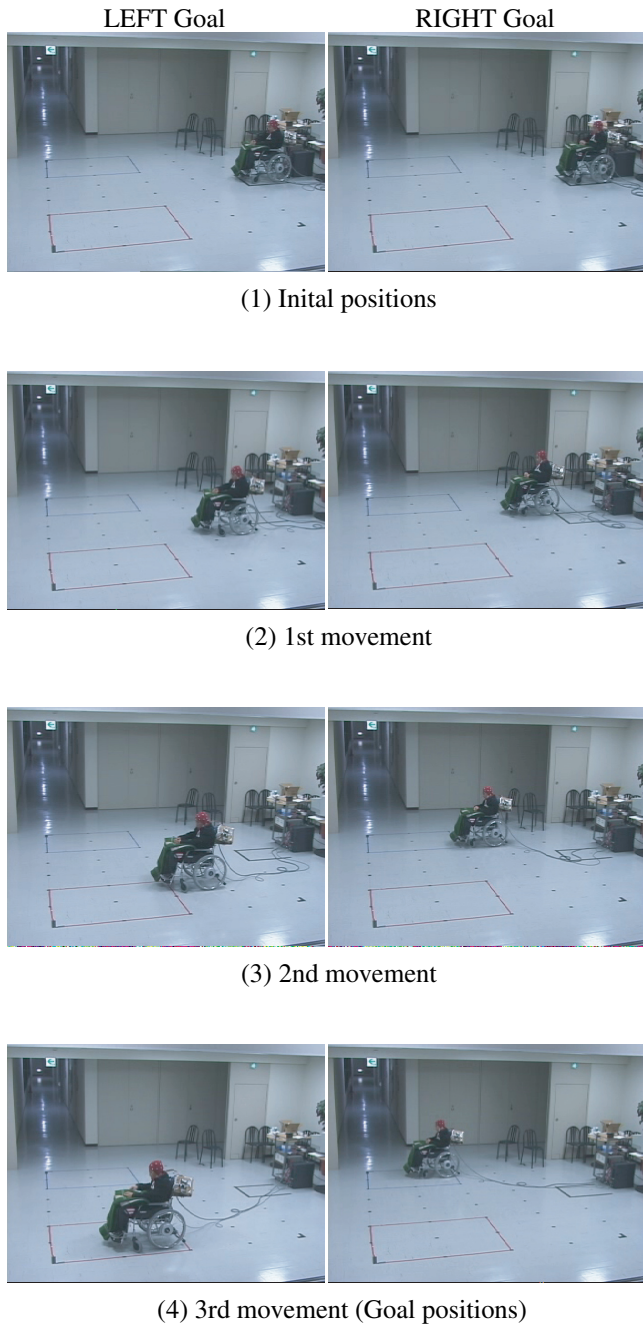 LEFT Goal
RIGHT Goal
(1) Inital positions
(2) 1st movement
(3) 2nd movement
(4) 3rd movement (Goal positions)